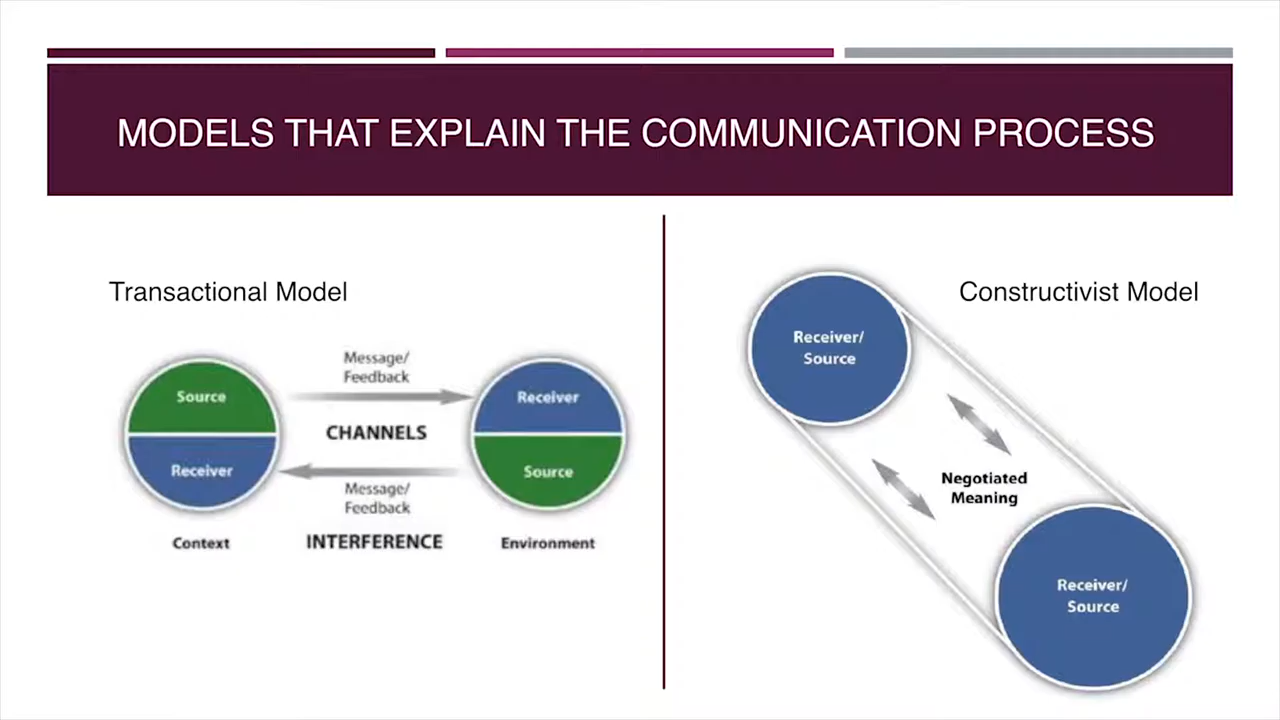 MODELS THAT EXPLAIN THE COMMUNICATION PROCESS
Transactional Model
Source
Receiver
Message/
Feedback
CHANNELS
Message/
Feedback
INTERFERENCE
Receiver
Source
Context
Environment
Constructivist Model
Receiver/
Source
Negotiated
Meaning
Receiver/
Source